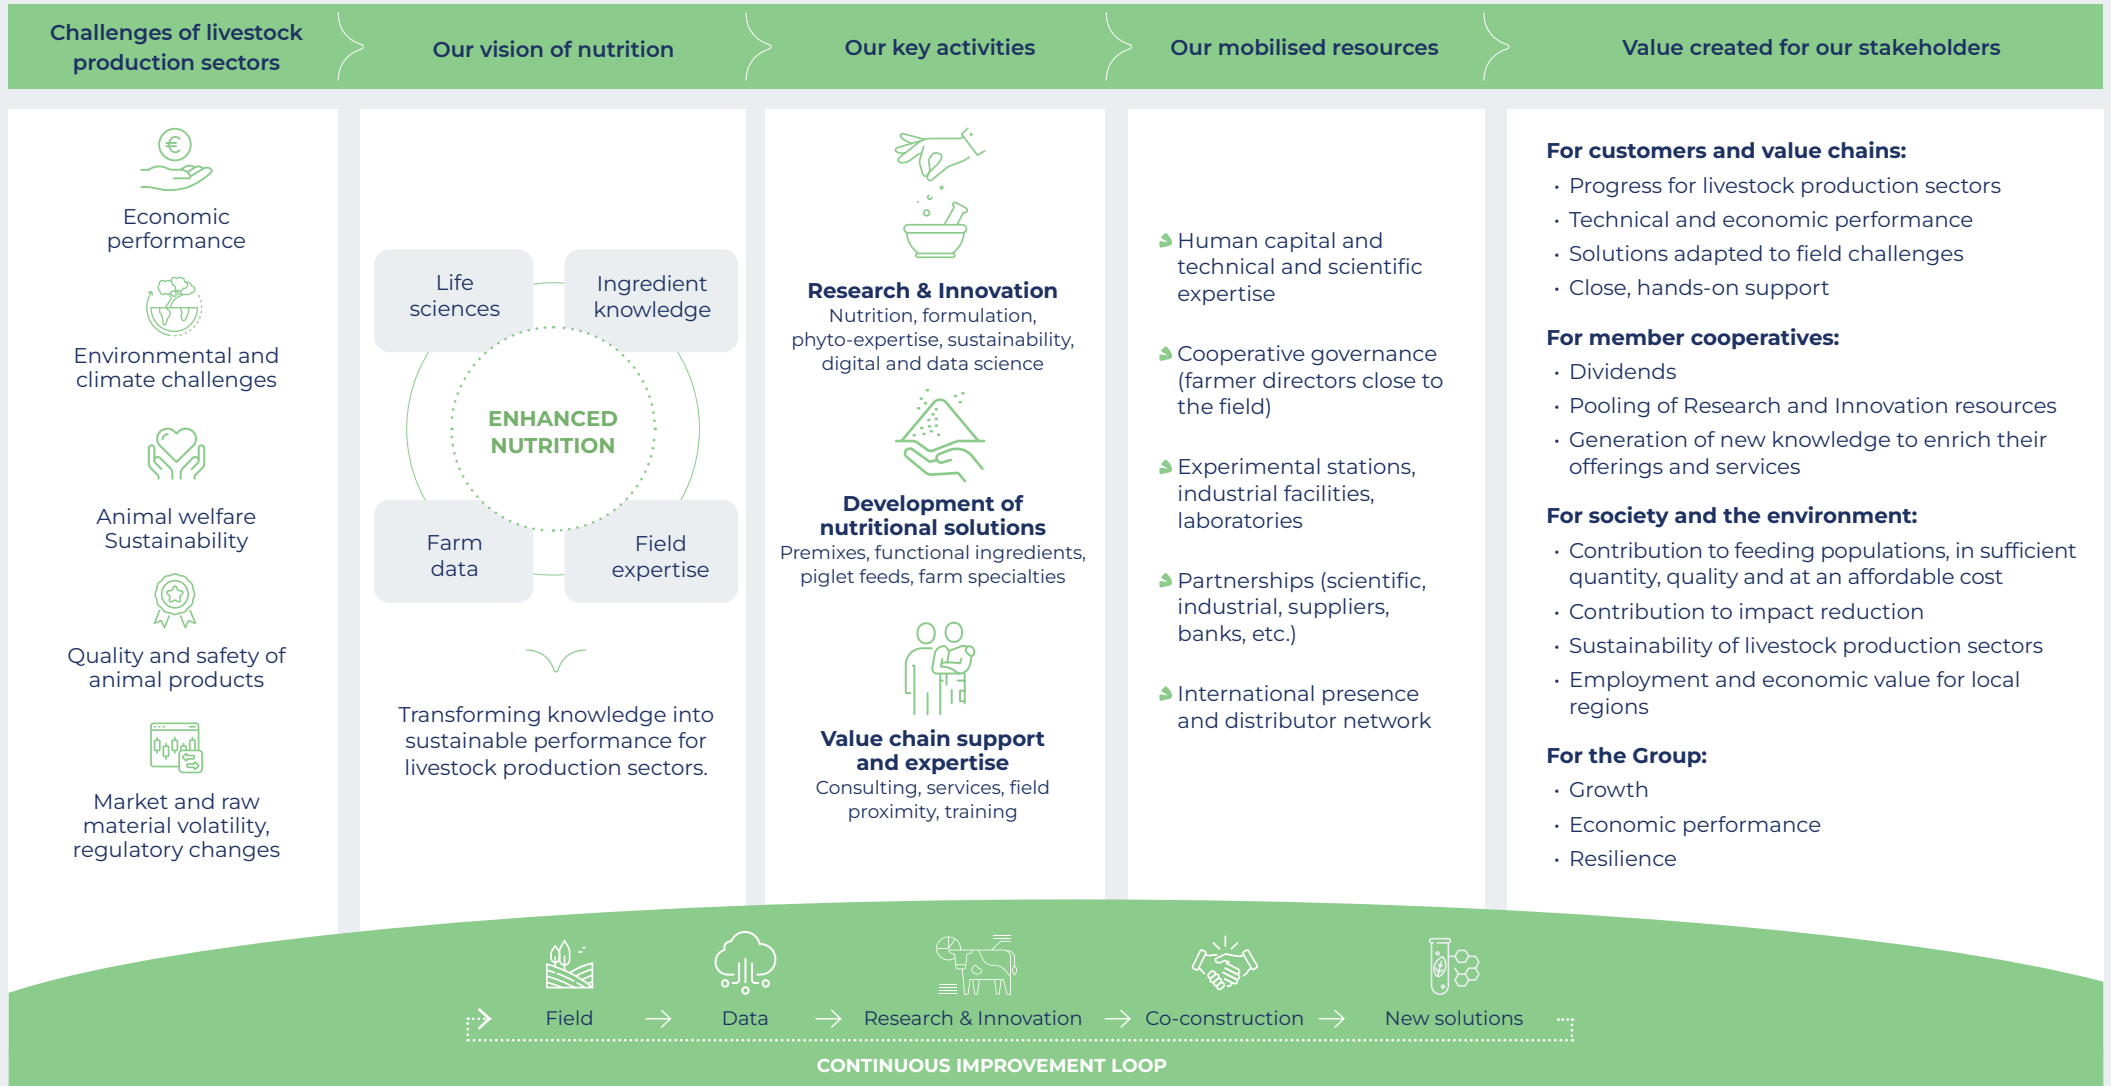 Challenges of livestock
production sectors
Our vision of nutrition
Our key activities
Our mobilised resources
Value created for our stakeholders
€
Economic
performance
Environmental and
climate challenges
Animal welfare
Sustainability
Quality and safety of
animal products
Market and raw
material volatility,
regulatory changes
Life
sciences
Ingredient
knowledge
ENHANCED
NUTRITION
Farm
data
Field
expertise
Transforming knowledge into
sustainable performance for
livestock production sectors.
Research & Innovation
Nutrition, formulation,
phyto-expertise, sustainability,
digital and data science
Development of
nutritional solutions
Premixes, functional ingredients,
piglet feeds, farm specialties
Value chain support
and expertise
Consulting, services, field
proximity, training
Human capital and
technical and scientific
expertise
Cooperative governance
(farmer directors close to
the field)
Experimental stations,
industrial facilities,
laboratories
Partnerships (scientific,
industrial, suppliers,
banks, etc.)
International presence
and distributor network
For customers and value chains:
• Progress for livestock production sectors
• Technical and economic performance
• Solutions adapted to field challenges
• Close, hands-on support
For member cooperatives:
• Dividends
• Pooling of Research and Innovation resources
• Generation of new knowledge to enrich their
offerings and services
For society and the environment:
• Contribution to feeding populations, in sufficient
quantity, quality and at an affordable cost
• Contribution to impact reduction
• Sustainability of livestock production sectors
• Employment and economic value for local
regions
For the Group:
• Growth
• Economic performance
• Resilience
Field
Data
Research & Innovation
Co-construction
New solutions
CONTINUOUS IMPROVEMENT LOOP